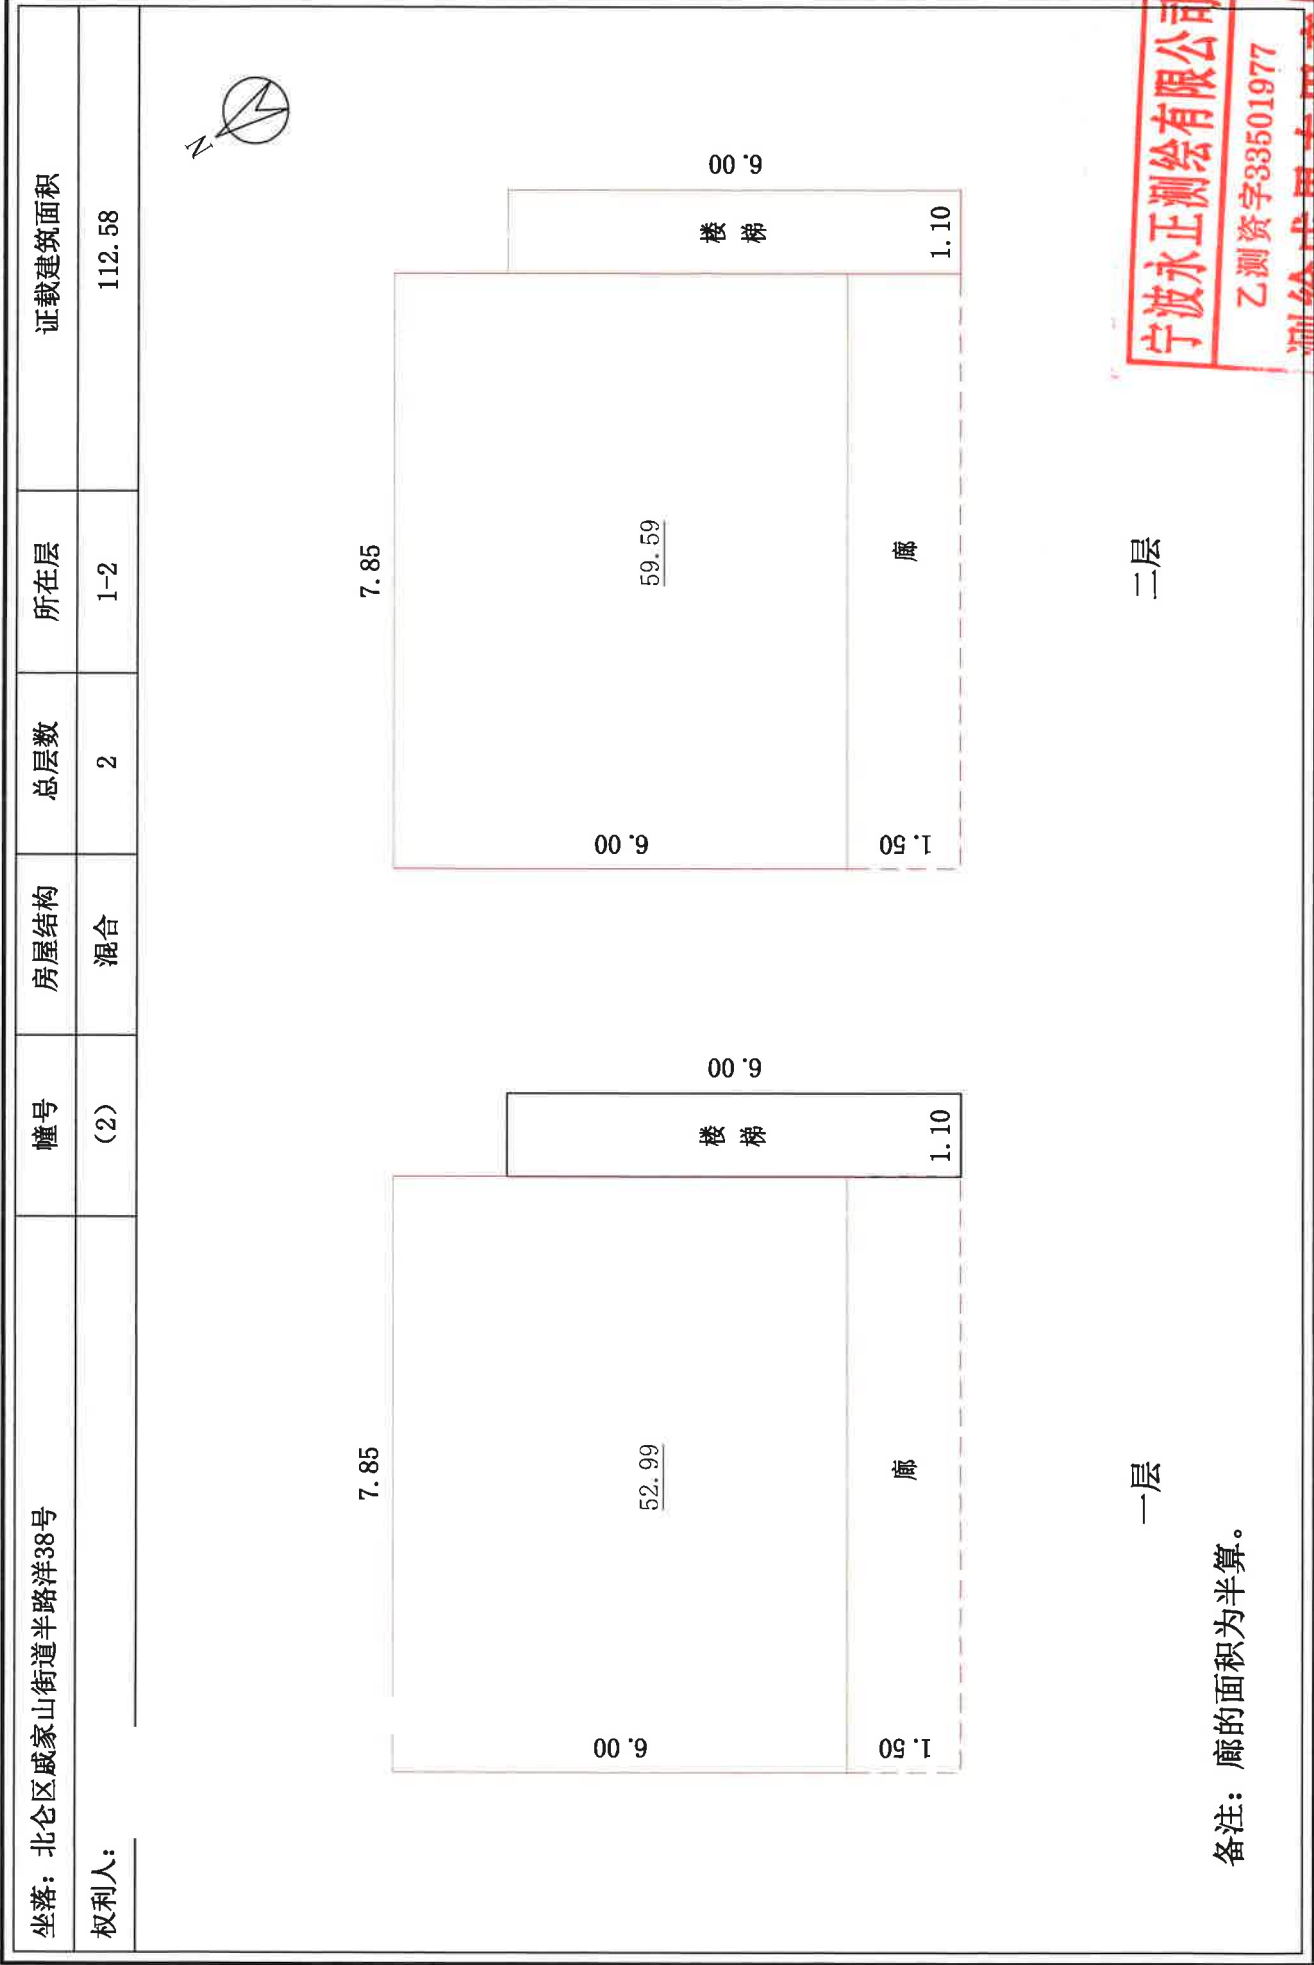 坐落：北仑区戚家山街道半路洋38号
幢号
房屋结构
总层数
所在层
证载建筑面积
权利人：
(2)
混合
2
1-2
112.58
N
7.85
6.00
52.99
楼梯
6.00
1.10
廊
1.50
一层
7.85
6.00
59.59
楼梯
6.00
1.10
廊
1.50
二层
备注：廊的面积为半算。
宁波永正测绘有限公司
乙测资字33501977